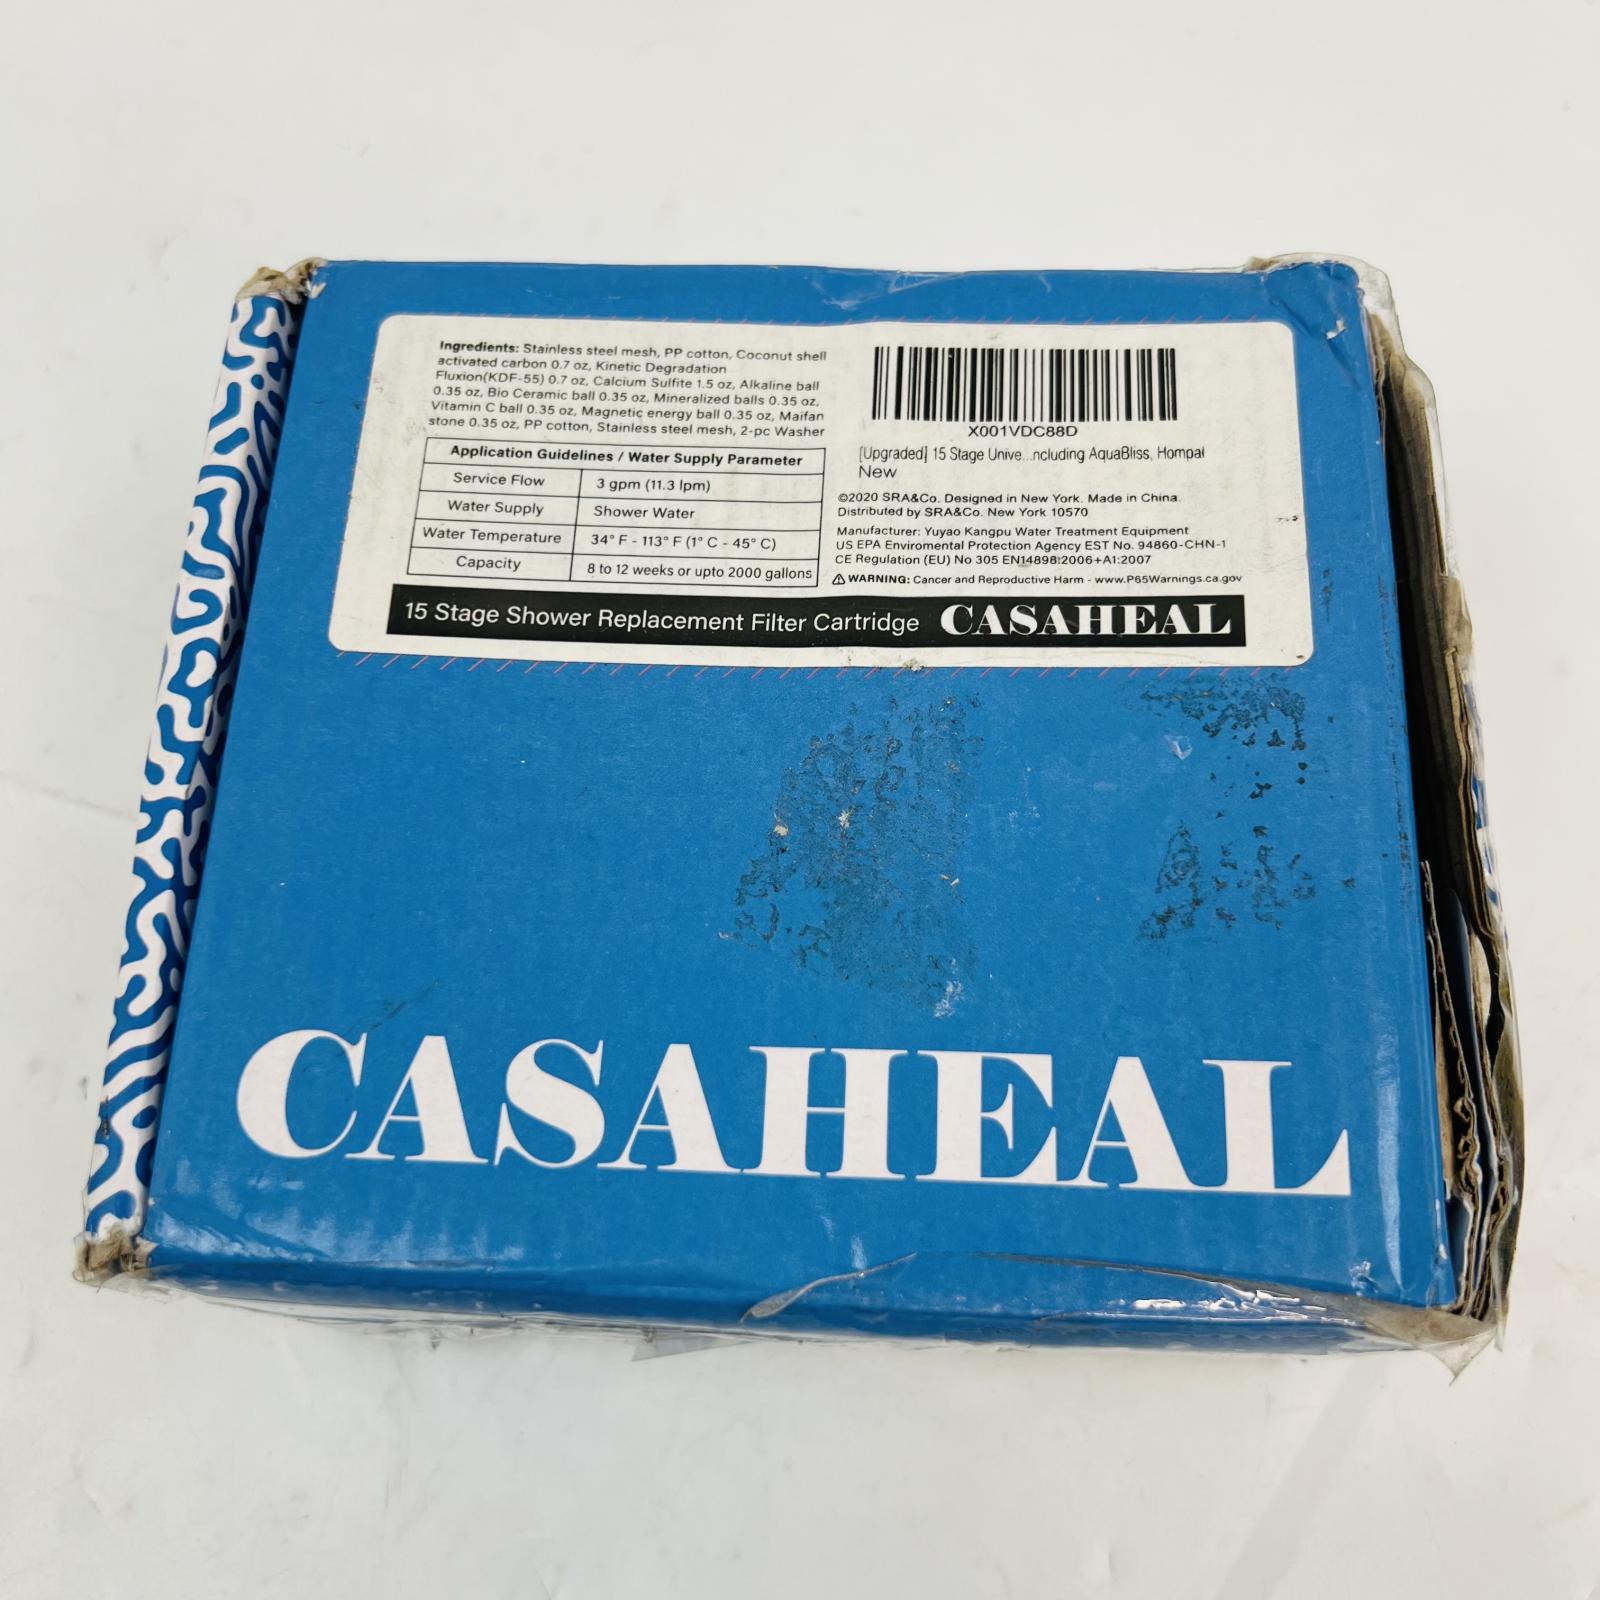 Ingredients: Stainless steel mesh, PP cotton, Coconut shell
activated carbon 0.7 oz, Kinetic Degradation
Fluxion(KDF-55) 0.7 oz, Calcium Sulfite 1.5 oz, Alkaline ball
0.35 oz, Bio Ceramic ball 0.35 oz, Mineralized balls 0.35 oz,
Vitamin C ball 0.35 oz, Magnetic energy ball 0.35 oz, Maifan
stone 0.35 oz, PP cotton, Stainless steel mesh, 2-pc Washer
Application Guidelines / Water Supply Parameter
Service Flow 3 gpm (11.3 lpm)
Water Supply Shower Water
Water Temperature 34° F - 113° F (1° C - 45° C)
Capacity 8 to 12 weeks or upto 2000 gallons
X001VDC88D
[Upgraded] 15 Stage Unive...ncluding AquaBliss, Hompal
New
©2020 SRA&Co. Designed in New York. Made in China.
Distributed by SRA&Co. New York 10570
Manufacturer: Yuyao Kangpu Water Treatment Equipment
US EPA Enviromental Protection Agency EST No. 94860-CHN-1
CE Regulation (EU) No 305 EN14898:2006+A1:2007
⚠ WARNING: Cancer and Reproductive Harm - www.P65Warnings.ca.gov
15 Stage Shower Replacement Filter Cartridge CASAHEAL
CASAHEAL